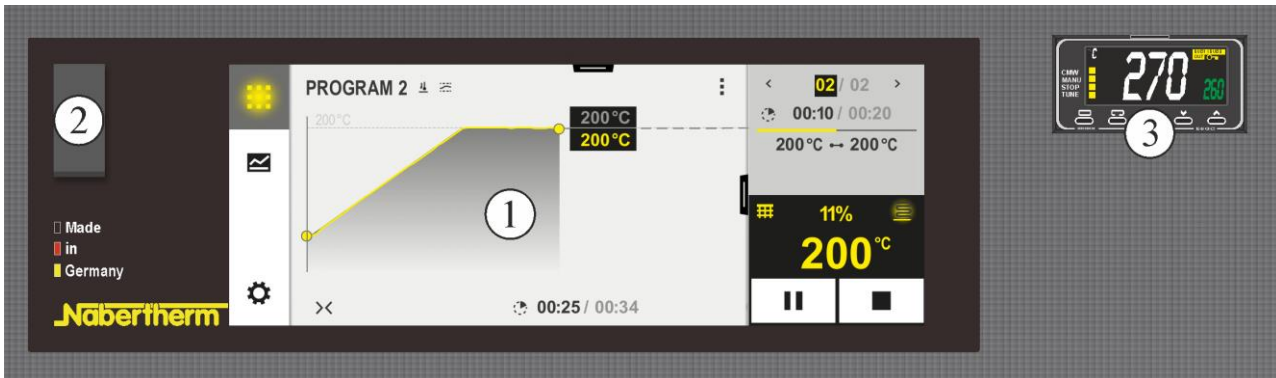 2
Made
in
Germany
Nabertherm
PROGRAM 2
200°C
200°C
200°C
1
00:25 / 00:34
02 / 02
00:10 / 00:20
200°C ↔ 200°C
11%
200°C
C
270
260
CMW
MANU
STOP
TUNE
3